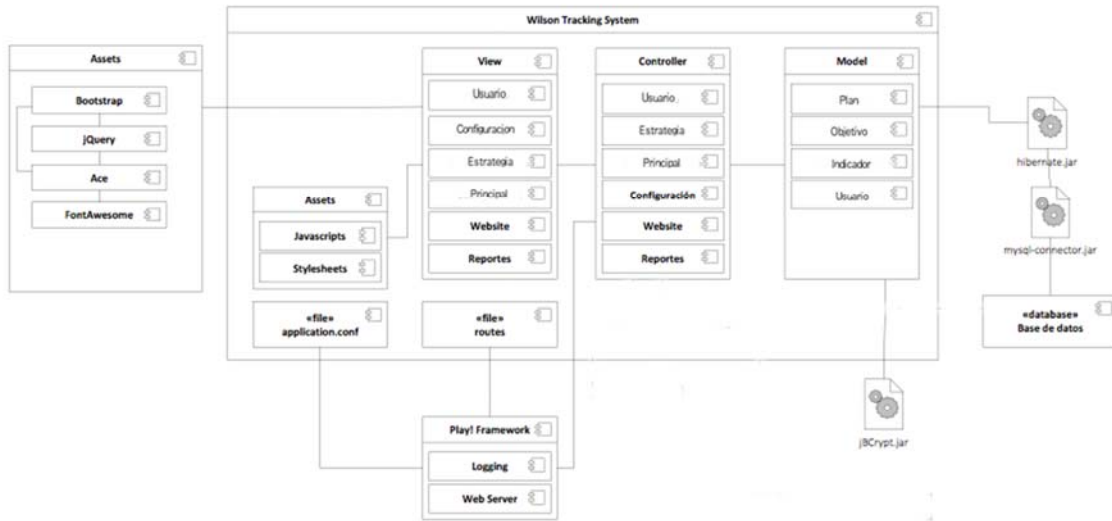 Wilson Tracking System
Assets
Bootstrap
jQuery
Ace
FontAwesome
View
Usuario
Configuracion
Estrategia
Principal
Website
Reportes
Controller
Usuario
Estrategia
Principal
Configuración
Website
Reportes
Model
Plan
Objetivo
Indicador
Usuario
Assets
Javascripts
Stylesheets
«file»
application.conf
«file»
routes
hibernate.jar
mysql-connector.jar
«database»
Base de datos
jBCrypt.jar
Play! Framework
Logging
Web Server